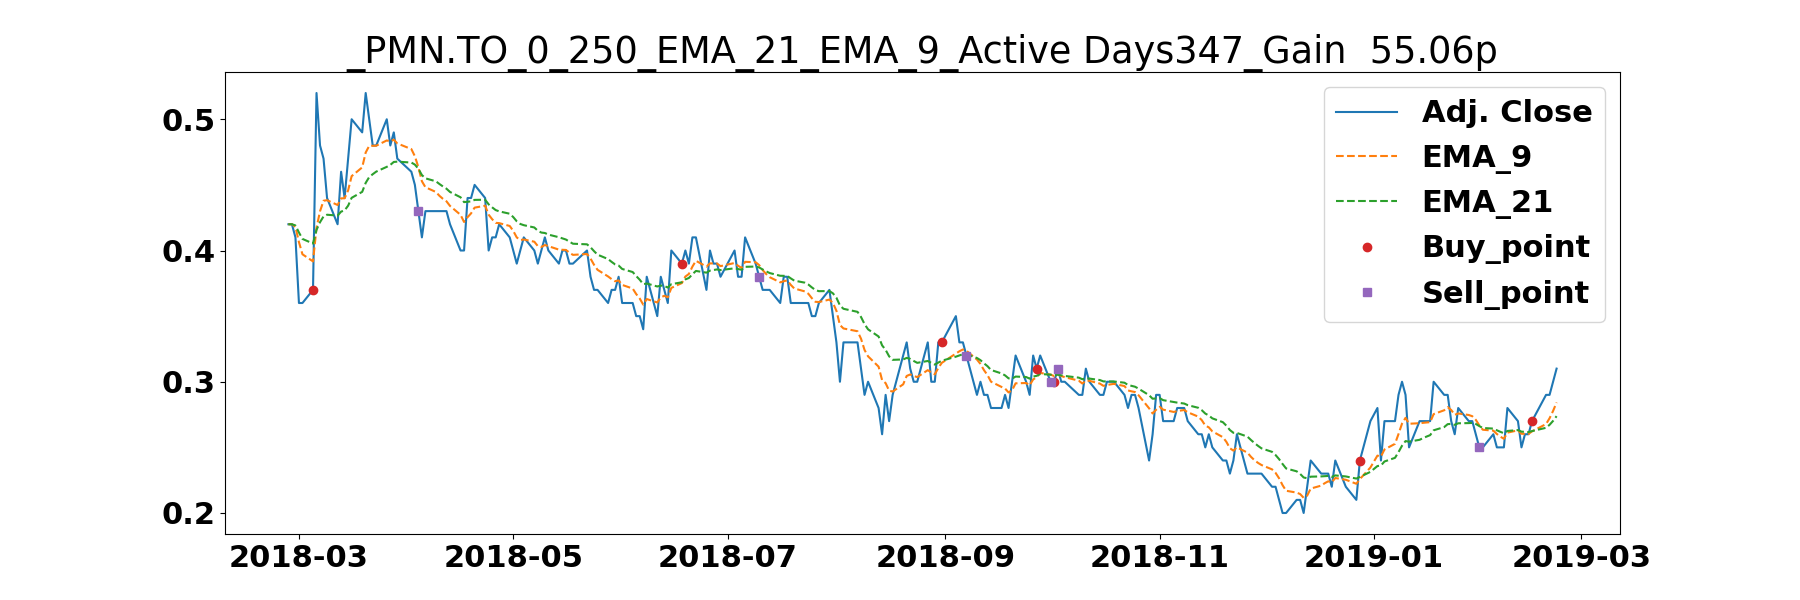 _PMN.TO_0_250_EMA_21_EMA_9_Active Days347_Gain  55.06p
Adj. Close
EMA_9
EMA_21
Buy_point
Sell_point
0.5
0.4
0.3
0.2
2018-03 2018-05 2018-07 2018-09 2018-11 2019-01 2019-03